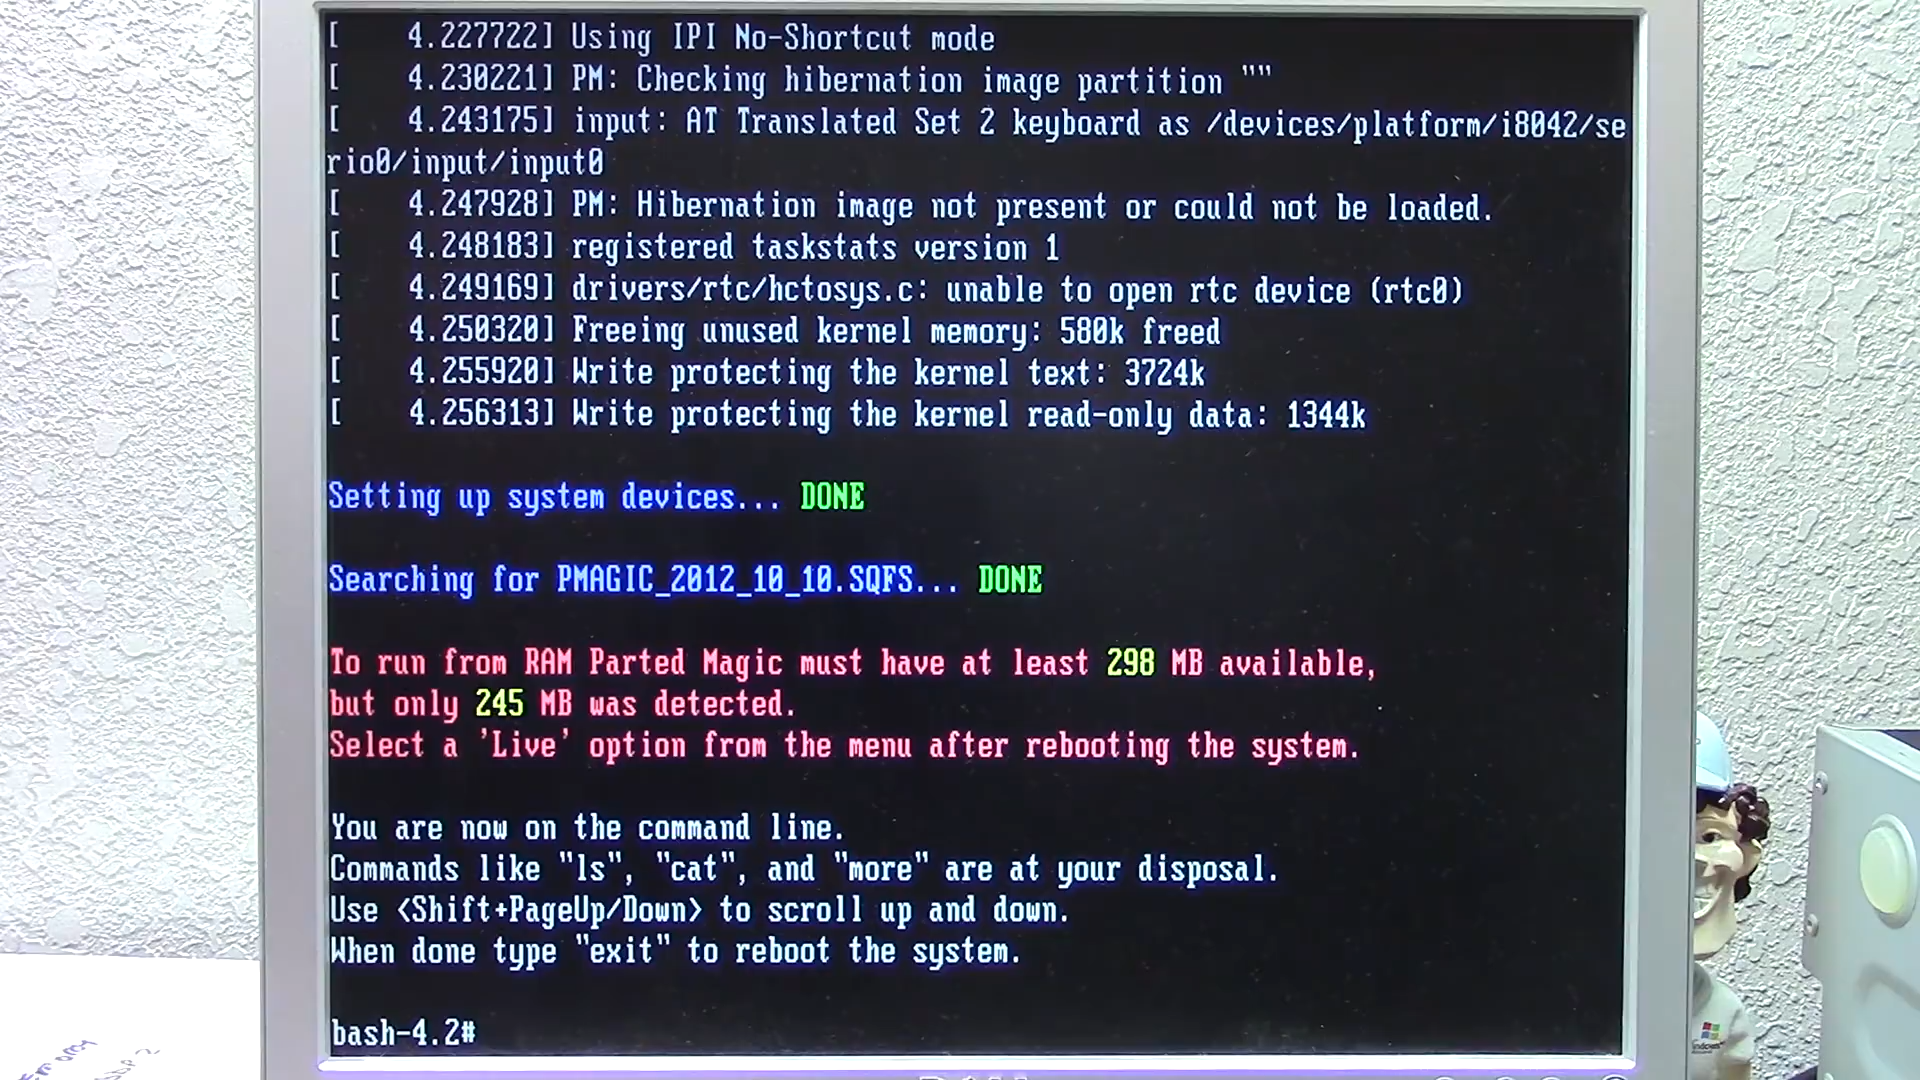 [    4.227722] Using IPI No-Shortcut mode
[    4.230221] PM: Checking hibernation image partition ""
[    4.243175] input: AT Translated Set 2 keyboard as /devices/platform/i8042/se
rio0/input/input0
[    4.247928] PM: Hibernation image not present or could not be loaded.
[    4.248183] registered taskstats version 1
[    4.249169] drivers/rtc/hctosys.c: unable to open rtc device (rtc0)
[    4.250320] Freeing unused kernel memory: 580k freed
[    4.255920] Write protecting the kernel text: 3724k
[    4.256313] Write protecting the kernel read-only data: 1344k
Setting up system devices... DONE
Searching for PMAGIC_2012_10_10.SQFS... DONE
To run from RAM Parted Magic must have at least 298 MB available,
but only 245 MB was detected.
Select a 'Live' option from the menu after rebooting the system.
You are now on the command line.
Commands like "ls", "cat", and "more" are at your disposal.
Use <Shift+PageUp/Down> to scroll up and down.
When done type "exit" to reboot the system.
bash-4.2#